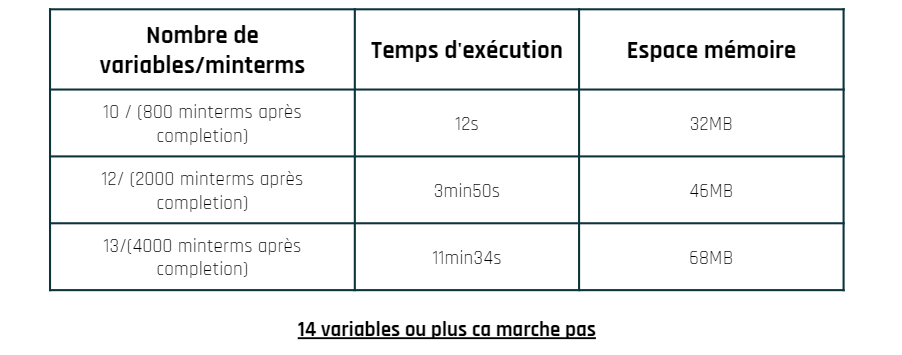 Nombre de
variables/minterms
Temps d'exécution
Espace mémoire
10 / (800 minterms après
completion)
12s
32MB
12/ (2000 minterms après
completion)
3min50s
46MB
13/(4000 minterms après
completion)
11min34s
68MB
14 variables ou plus ca marche pas